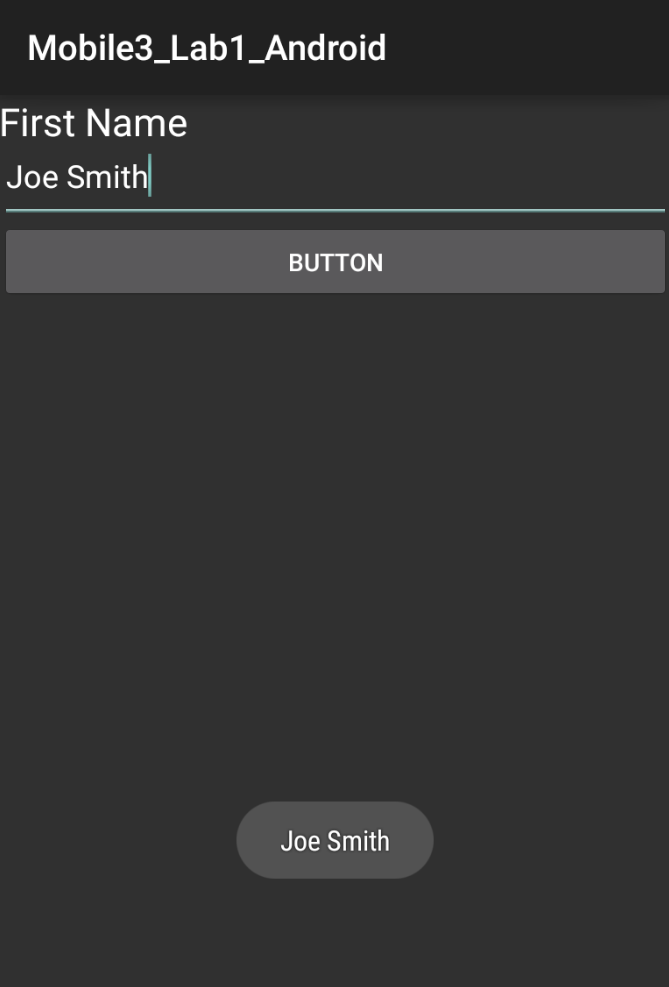 Mobile3_Lab1_Android
First Name
Joe Smith
BUTTON
Joe Smith